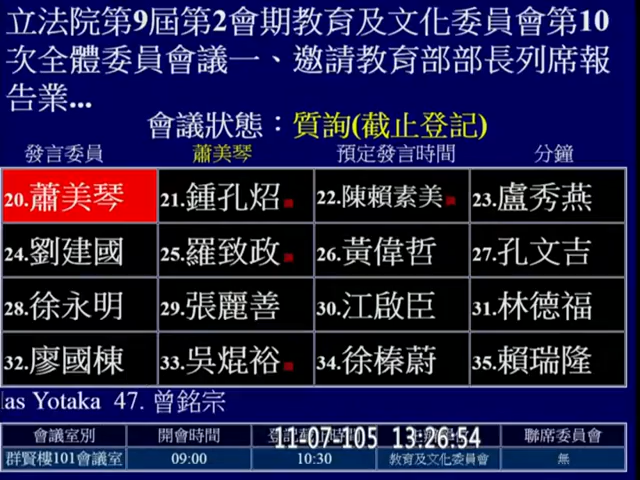 立法院第9屆第2會期教育及文化委員會第10
次全體委員會議一、邀請教育部部長列席報
告業...
會議狀態：質詢(截止登記)
發言委員 蕭美琴 預定發言時間 分鐘
20.蕭美琴 21.鍾孔炤 22.陳賴素美 23.盧秀燕
24.劉建國 25.羅致政 26.黃偉哲 27.孔文吉
28.徐永明 29.張麗善 30.江啟臣 31.林德福
32.廖國棟 33.吳焜裕 34.徐榛蔚 35.賴瑞隆
las Yotaka 47. 曾銘宗
會議室別 開會時間 聯席委員會
11-07-105 13:26:54
群賢樓101會議室 09:00 10:30 教育及文化委員會 無